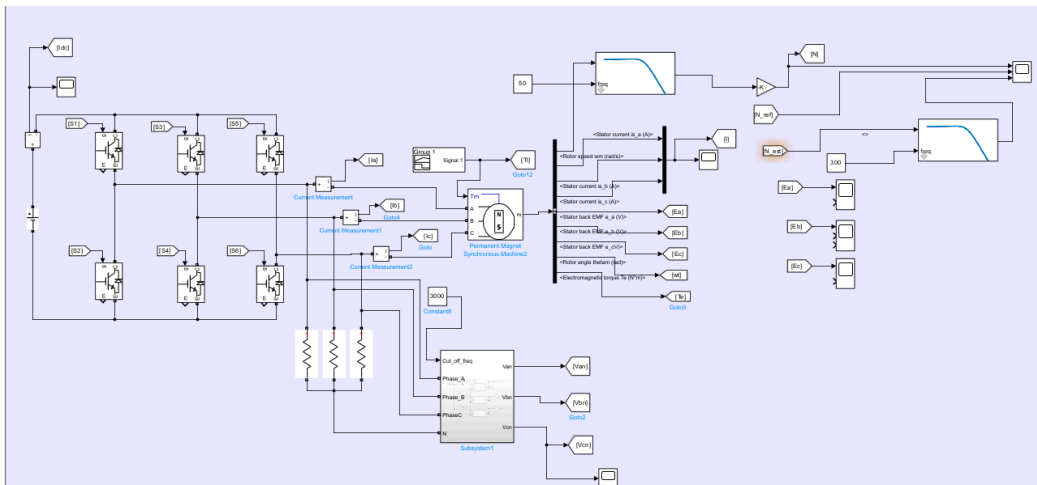 [Idc]
[N]
50
freq
-K-
[N_ref]
[S1]
[S3]
[S5]
[i]
<Stator current is_a (A)>
[N_est]
<>
300
freq
Group 1
Signal 1
[Tl]
Goto12
<Rotor speed wm (rad/s)>
[Ia]
Current Measurement
<Stator current is_b (A)>
[Ea]
Tm
A
B
C
m
S
Permanent Magnet
Synchronous Machine2
<Stator current is_c (A)>
[Ib]
Goto4
Current Measurement1
<Stator back EMF e_a (V)>
[Ea]
[Eb]
<Stator back EMF e_b (V)>
[Eb]
[Ic]
Goto
Current Measurement2
<Stator back EMF e_cV)>
[Ec]
[Ec]
[S2]
[S4]
[S6]
<Rotor angle thetam (rad)>
[wt]
<Electromagnetic torque Te (N*m)>
[Te]
Goto9
3000
Constant8
Cut_off_freq
Phase_A
Phase_B
PhaseC
N
Van
Vbn
Vcn
Subsystem1
[Van]
[Vbn]
Goto2
[Vcn]